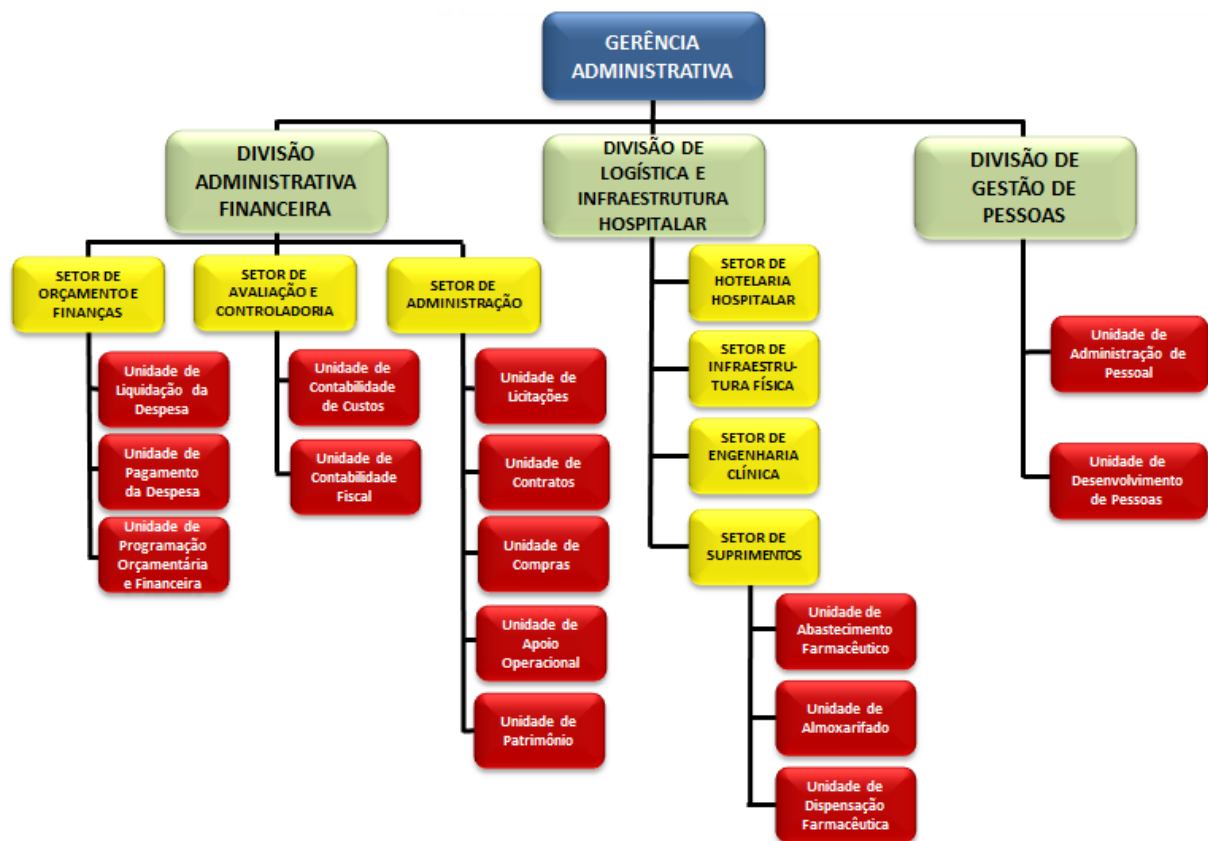 GERÊNCIA
ADMINISTRATIVA
DIVISÃO
ADMINISTRATIVA
FINANCEIRA
DIVISÃO DE
LOGÍSTICA E
INFRAESTRUTURA
HOSPITALAR
DIVISÃO DE
GESTÃO DE
PESSOAS
SETOR DE
ORÇAMENTO E
FINANÇAS
SETOR DE
AVALIAÇÃO E
CONTROLADORIA
SETOR DE
ADMINISTRAÇÃO
Unidade de
Liquidação da
Despesa
Unidade de
Pagamento
da Despesa
Unidade de
Programação
Orçamentária
e Financeira
Unidade de
Contabilidade
de Custos
Unidade de
Contabilidade
Fiscal
Unidade de
Licitações
Unidade de
Contratos
Unidade de
Compras
Unidade de
Apoio
Operacional
Unidade de
Patrimônio
SETOR DE
HOTELARIA
HOSPITALAR
SETOR DE
INFRAESTRU-
TURA FÍSICA
SETOR DE
ENGENHARIA
CLÍNICA
SETOR DE
SUPRIMENTOS
Unidade de
Abastecimento
Farmacêutico
Unidade de
Almoxarifado
Unidade de
Dispensação
Farmacêutica
Unidade de
Administração de
Pessoal
Unidade de
Desenvolvimento
de Pessoas